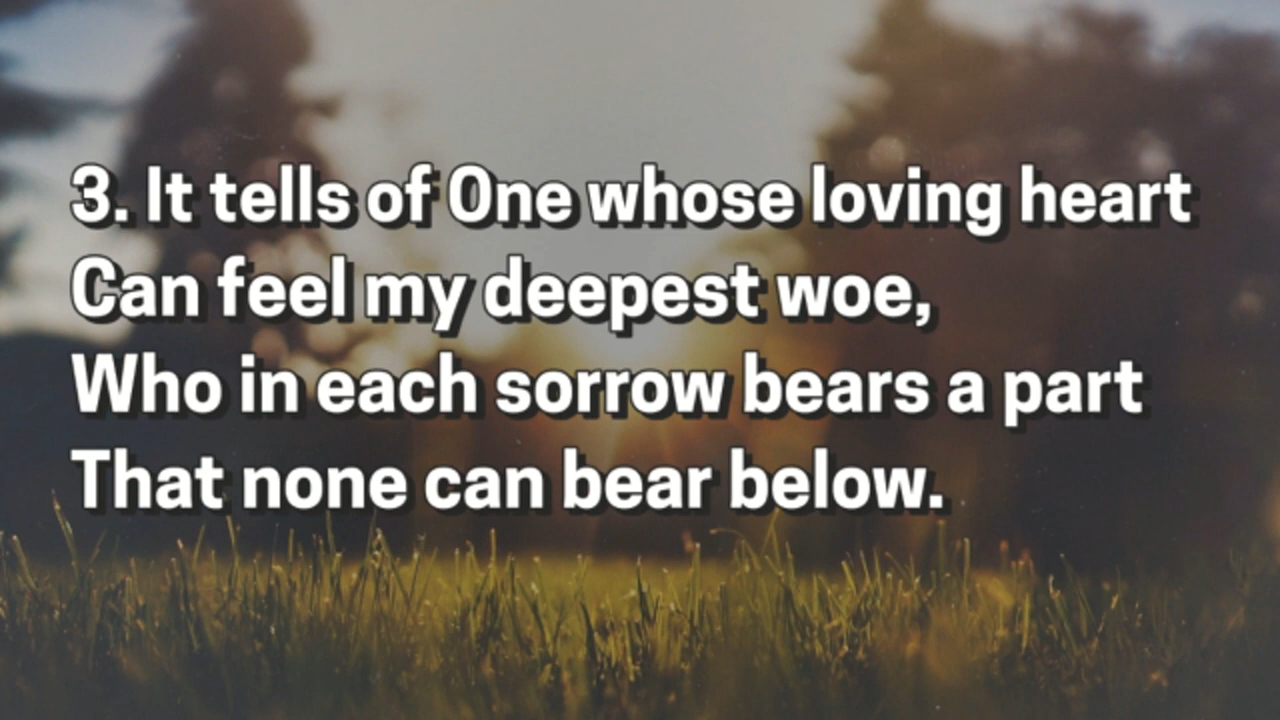 3. It tells of One whose loving heart
Can feel my deepest woe,
Who in each sorrow bears a part
That none can bear below.